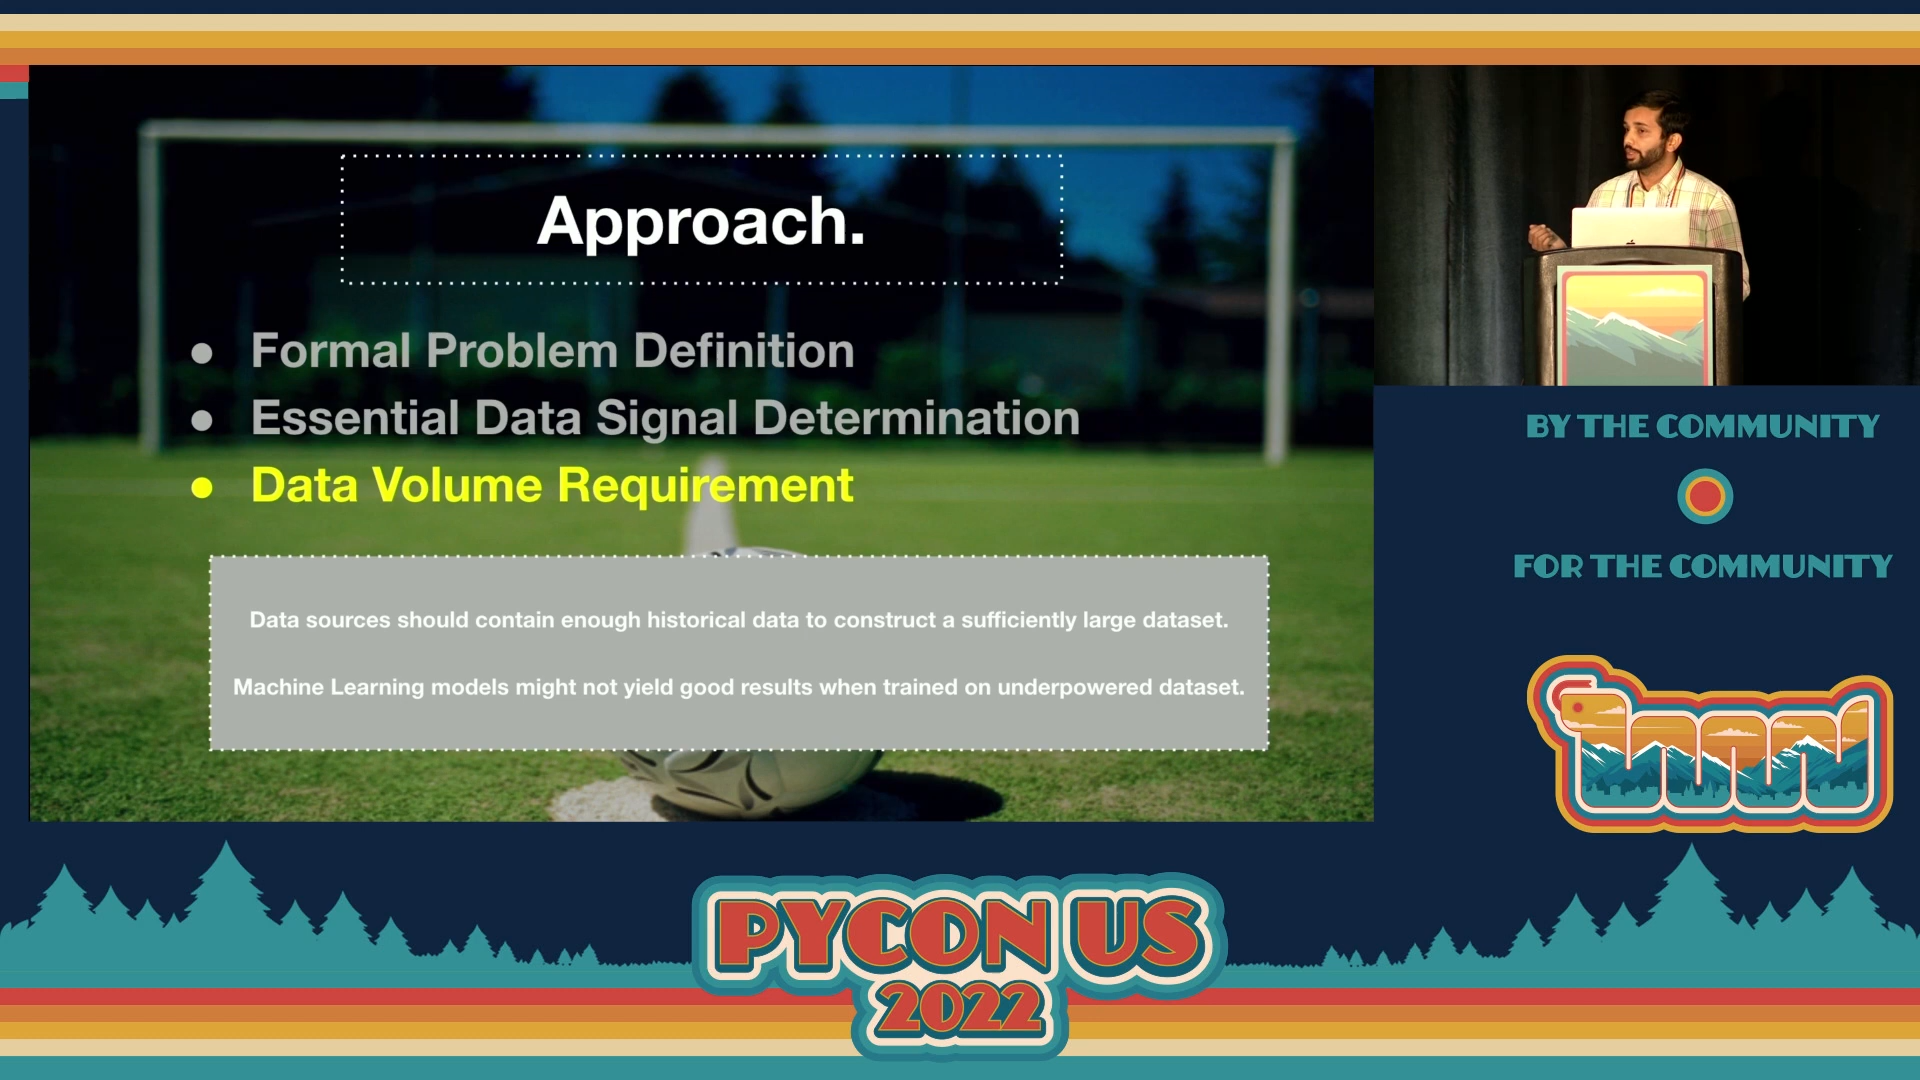 Approach.
● Formal Problem Definition
● Essential Data Signal Determination
● Data Volume Requirement
Data sources should contain enough historical data to construct a sufficiently large dataset.
Machine Learning models might not yield good results when trained on underpowered dataset.
BY THE COMMUNITY
FOR THE COMMUNITY
PYCON US
2022